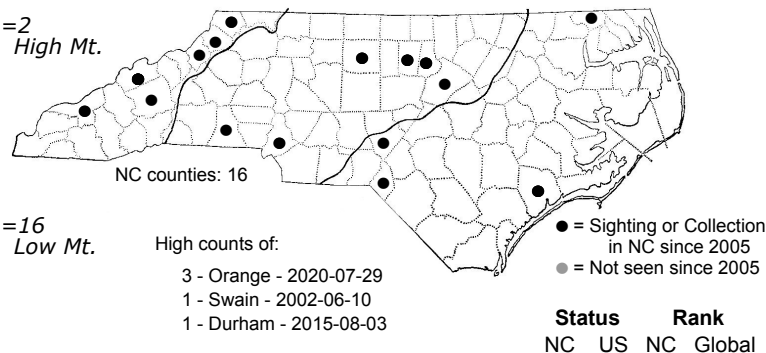 =2
High Mt.
NC counties: 16
=16
Low Mt.
High counts of:
3 - Orange - 2020-07-29
1 - Swain - 2002-06-10
1 - Durham - 2015-08-03
= Sighting or Collection
in NC since 2005
= Not seen since 2005
Status Rank
NC US NC Global